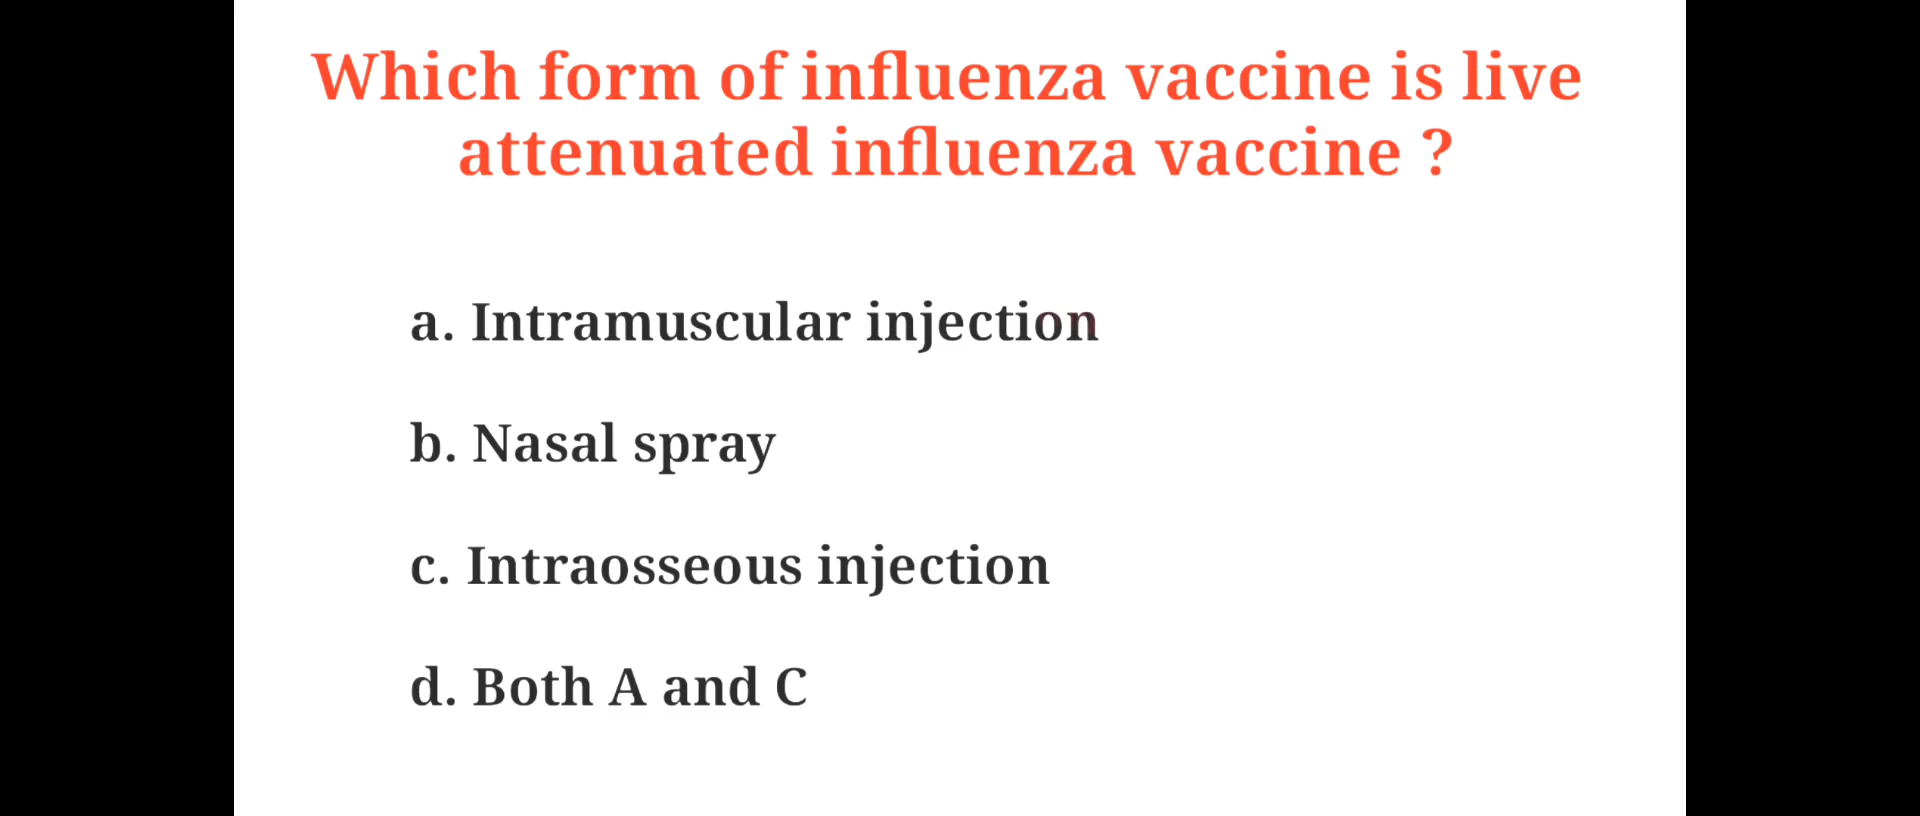 Which form of influenza vaccine is live
attenuated influenza vaccine ?
a. Intramuscular injection
b. Nasal spray
c. Intraosseous injection
d. Both A and C